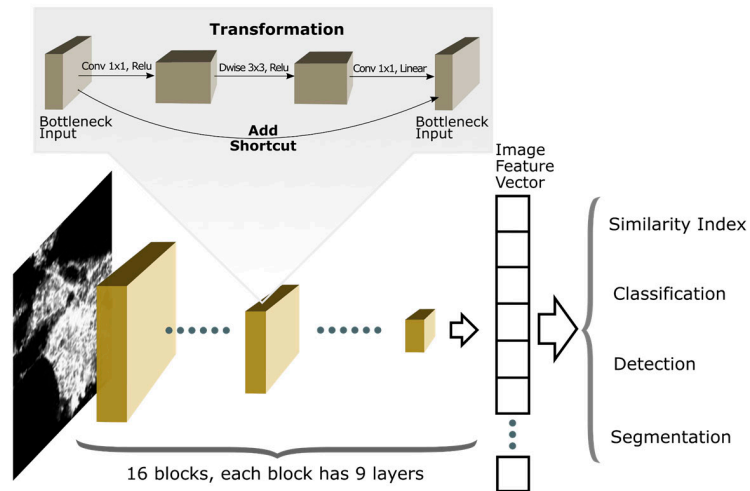 Transformation
Conv 1x1, Relu
Dwise 3x3, Relu
Conv 1x1, Linear
Bottleneck
Input
Add
Shortcut
Bottleneck
Input
Image
Feature
Vector
Similarity Index
Classification
Detection
Segmentation
16 blocks, each block has 9 layers